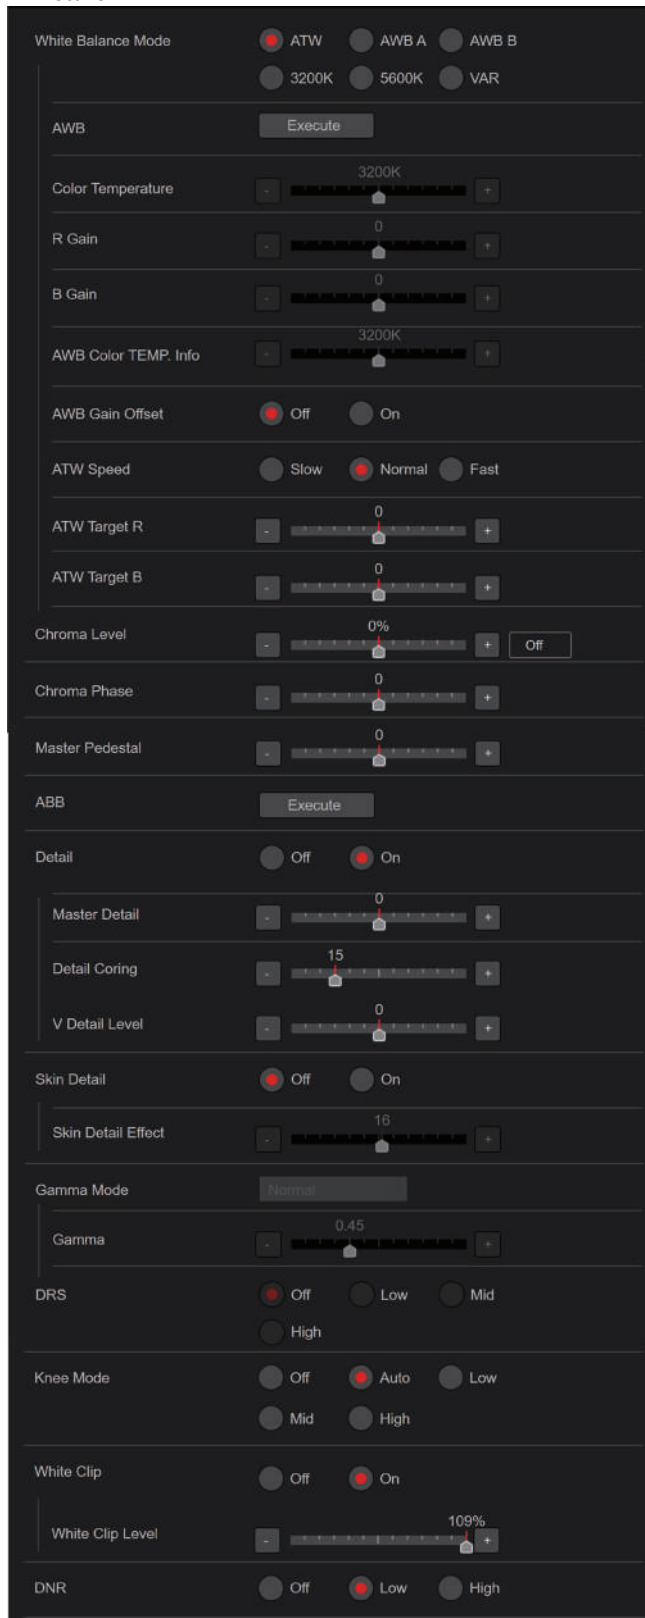 White Balance Mode ATW AWB A AWB B
3200K 5600K VAR
AWB Execute
3200K
Color Temperature - +
0
R Gain - +
0
B Gain - +
3200K
AWB Color TEMP. Info - +
AWB Gain Offset Off On
ATW Speed Slow Normal Fast
0
ATW Target R - +
0
ATW Target B - +
0%
Chroma Level - + Off
0
Chroma Phase - +
0
Master Pedestal - +
ABB Execute
Detail Off On
0
Master Detail - +
15
Detail Coring - +
0
V Detail Level - +
Skin Detail Off On
16
Skin Detail Effect - +
Gamma Mode Normal
0.45
Gamma - +
DRS Off Low Mid
High
Knee Mode Off Auto Low
Mid High
White Clip Off On
109%
White Clip Level - +
DNR Off Low High